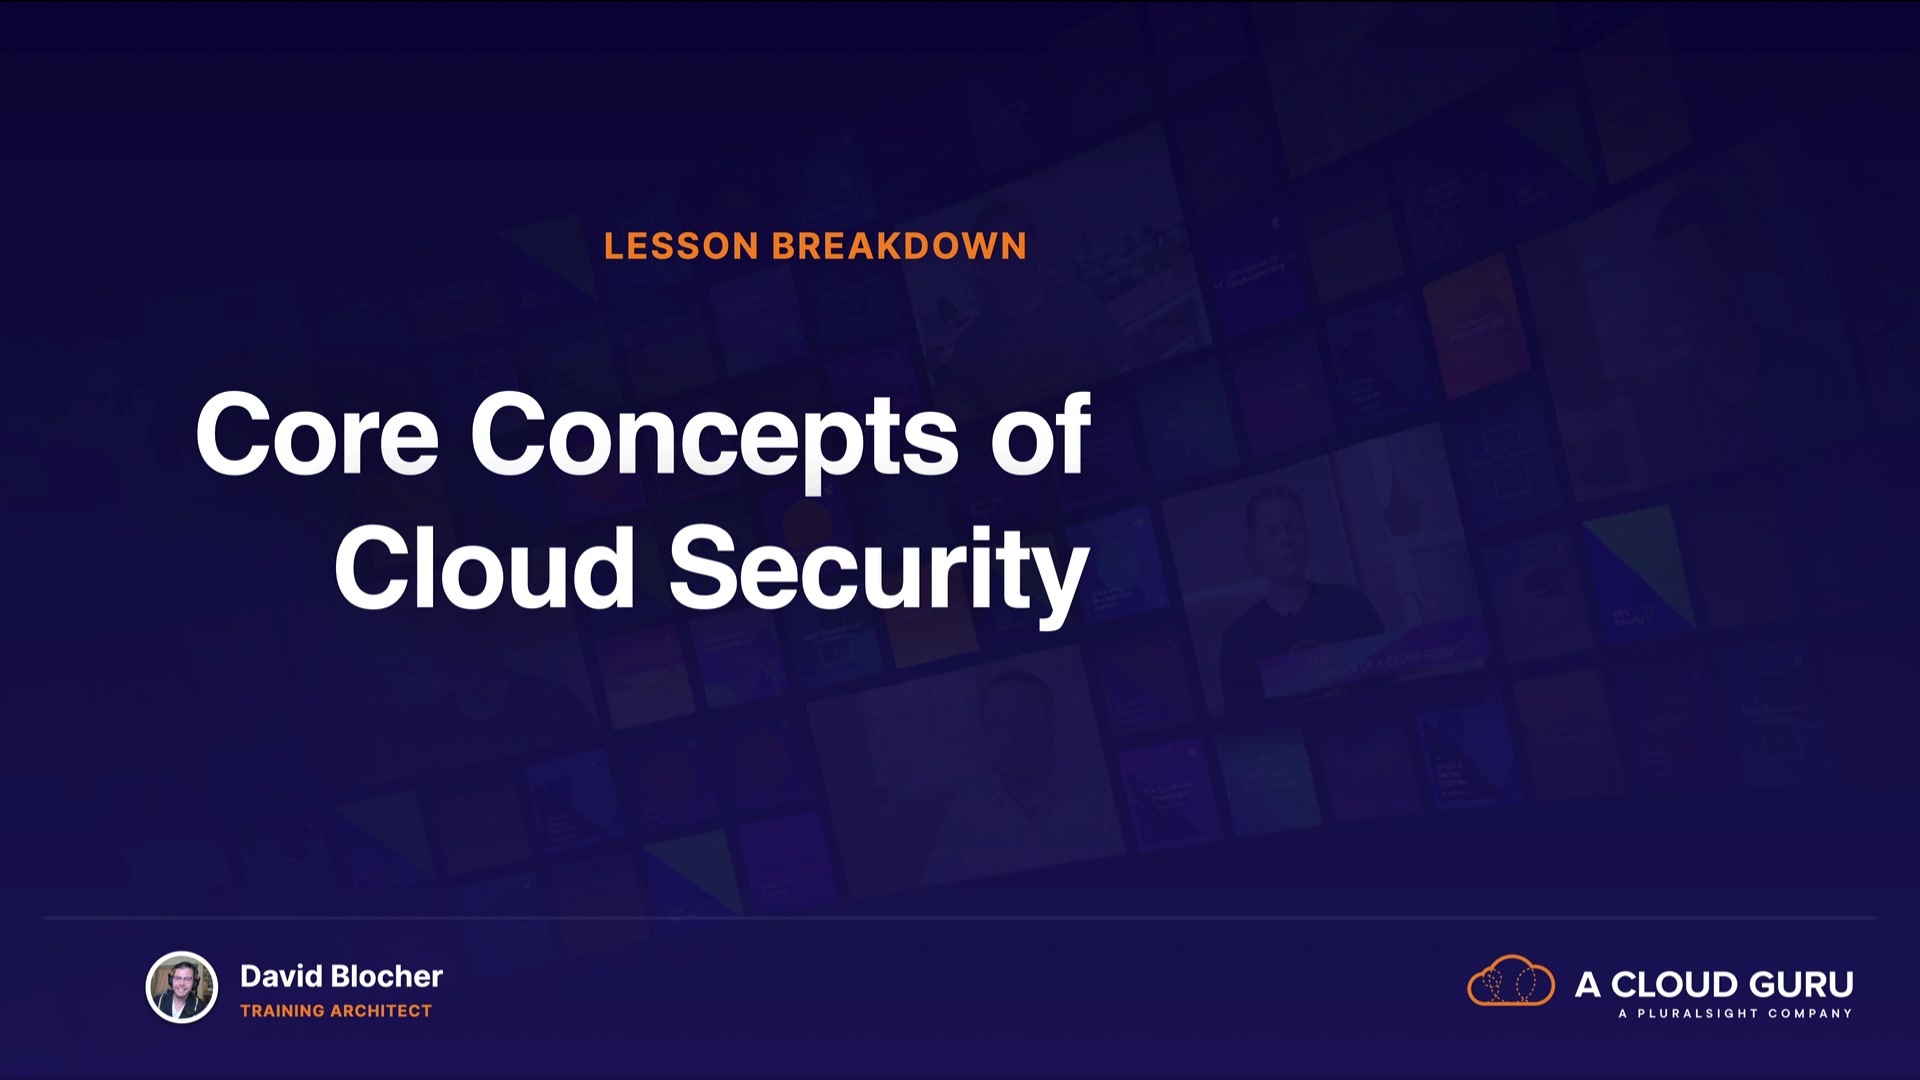 LESSON BREAKDOWN
Core Concepts of
Cloud Security
David Blocher
TRAINING ARCHITECT
A CLOUD GURU
A PLURALSIGHT COMPANY